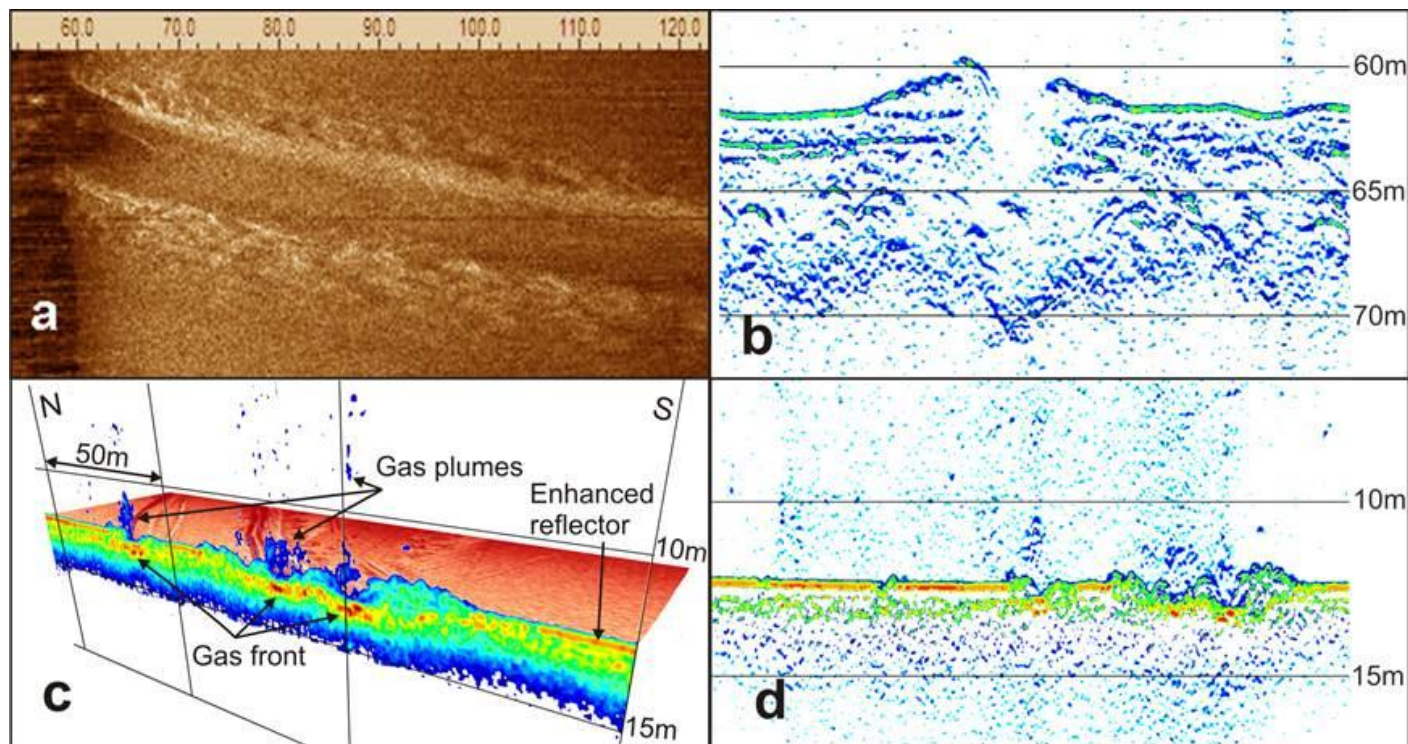 60.0 70.0 80.0 90.0 100.0 110.0 120.0
a
60m
65m
70m
b
N
S
50m
Gas plumes
Enhanced
reflector
10m
Gas front
15m
c
10m
15m
d